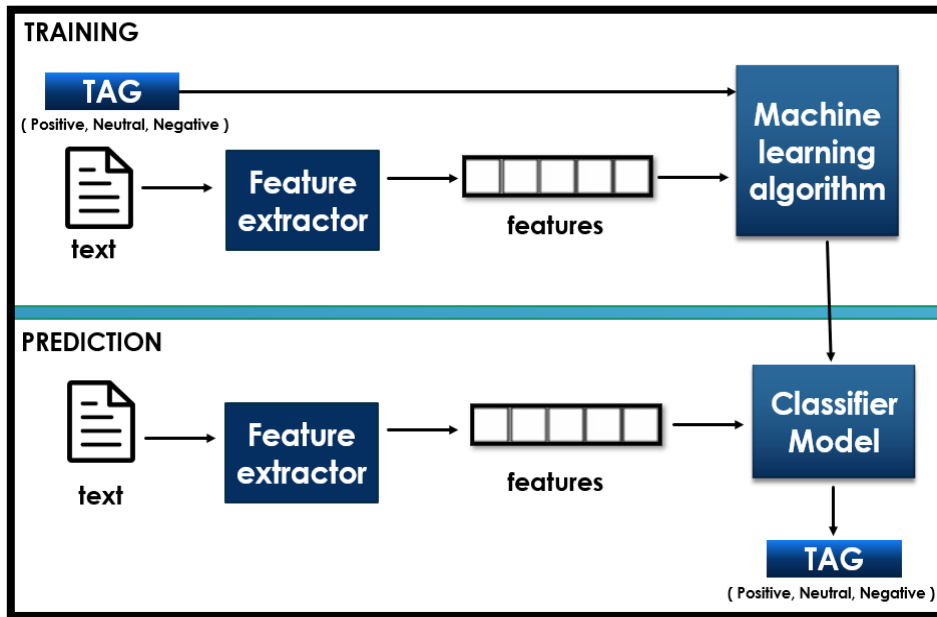 TRAINING
TAG
( Positive, Neutral, Negative )
text
Feature
extractor
features
Machine
learning
algorithm
PREDICTION
text
Feature
extractor
features
Classifier
Model
TAG
( Positive, Neutral, Negative )